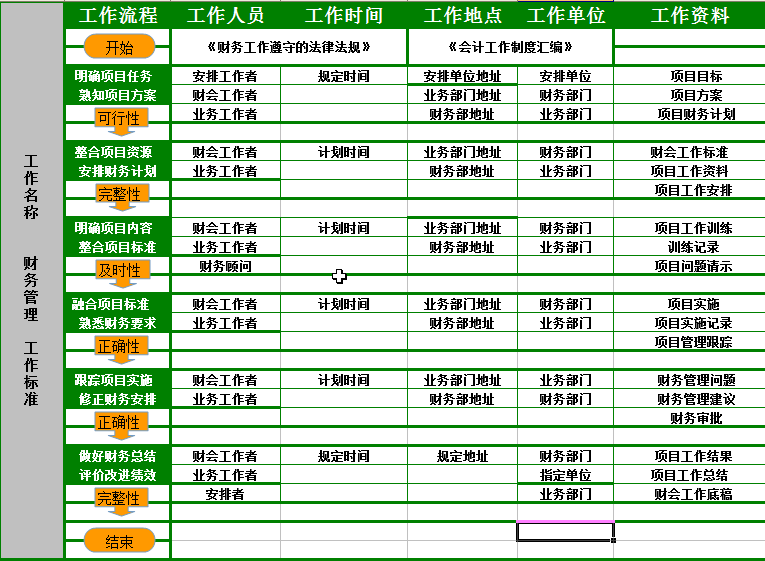 工作流程 工作人员 工作时间 工作地点 工作单位 工作资料
开始 《财务工作遵守的法律法规》 《会计工作制度汇编》
明确项目任务 安排工作者 规定时间 安排单位地址 安排单位 项目目标
熟知项目方案 财会工作者 业务部门地址 财务部门 项目方案
可行性 业务工作者 财务部地址 业务部门 项目财务计划
整合项目资源 财会工作者 计划时间 业务部门地址 财务部门 财会工作标准
安排财务计划 业务工作者 财务部地址 业务部门 项目工作资料
完整性 项目工作安排
明确项目内容 财会工作者 计划时间 业务部门地址 财务部门 项目工作训练
整合项目标准 业务工作者 财务部地址 业务部门 训练记录
及时性 财务顾问 项目问题请示
融合项目标准 财会工作者 计划时间 业务部门地址 财务部门 项目实施
熟悉财务要求 业务工作者 财务部地址 业务部门 项目实施记录
正确性 项目管理跟踪
跟踪项目实施 财会工作者 计划时间 业务部门地址 业务部门 财务管理问题
修正财务安排 业务工作者 财务部地址 财务部门 财务管理建议
正确性 财务审批
做好财务总结 财会工作者 规定时间 规定地址 财务部门 项目工作结果
评价改进绩效 业务工作者 指定单位 项目工作总结
完整性 安排者 业务部门 财会工作底稿
结束
工作名称 财务管理 工作标准